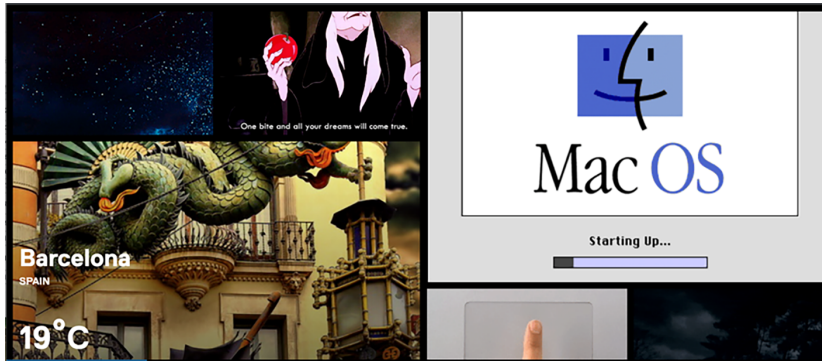 One bite and all your dreams will come true.
Barcelona
SPAIN
19°C
Mac OS
Starting Up...